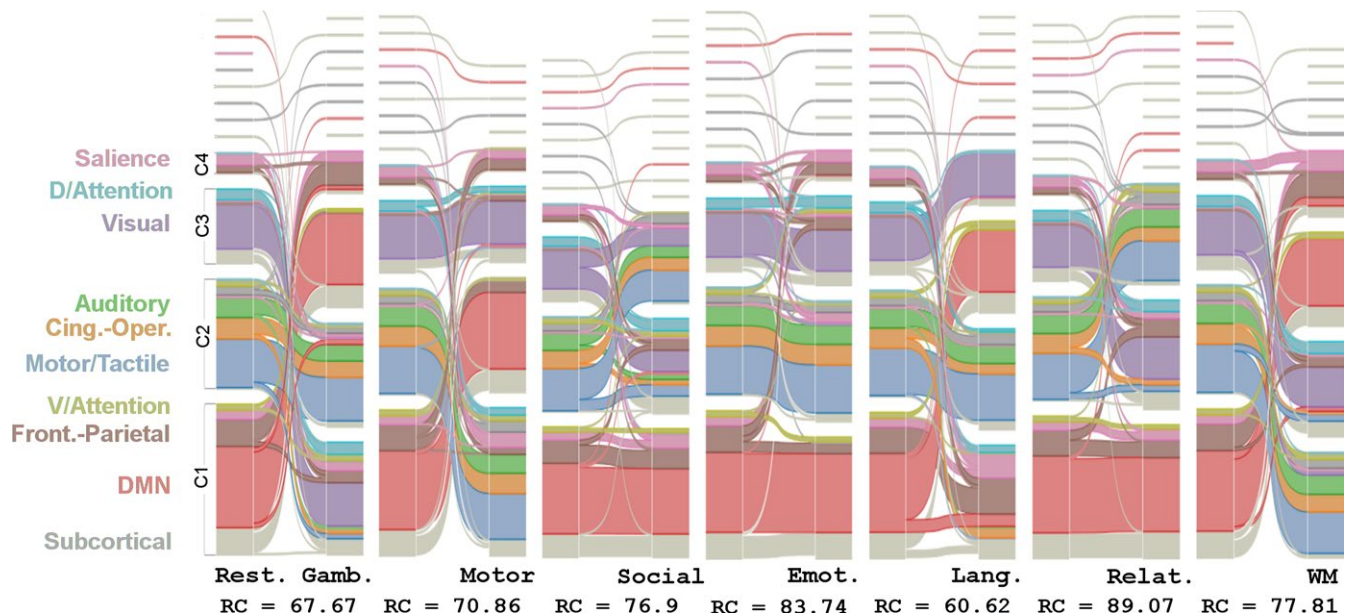 Salience
D/Attention
Visual
Auditory
Cing.-Oper.
Motor/Tactile
V/Attention
Front.-Parietal
DMN
Subcortical
C4
C3
C2
C1
Rest. Gamb. Motor Social Emot. Lang. Relat. WM
RC = 67.67 RC = 70.86 RC = 76.9 RC = 83.74 RC = 60.62 RC = 89.07 RC = 77.81